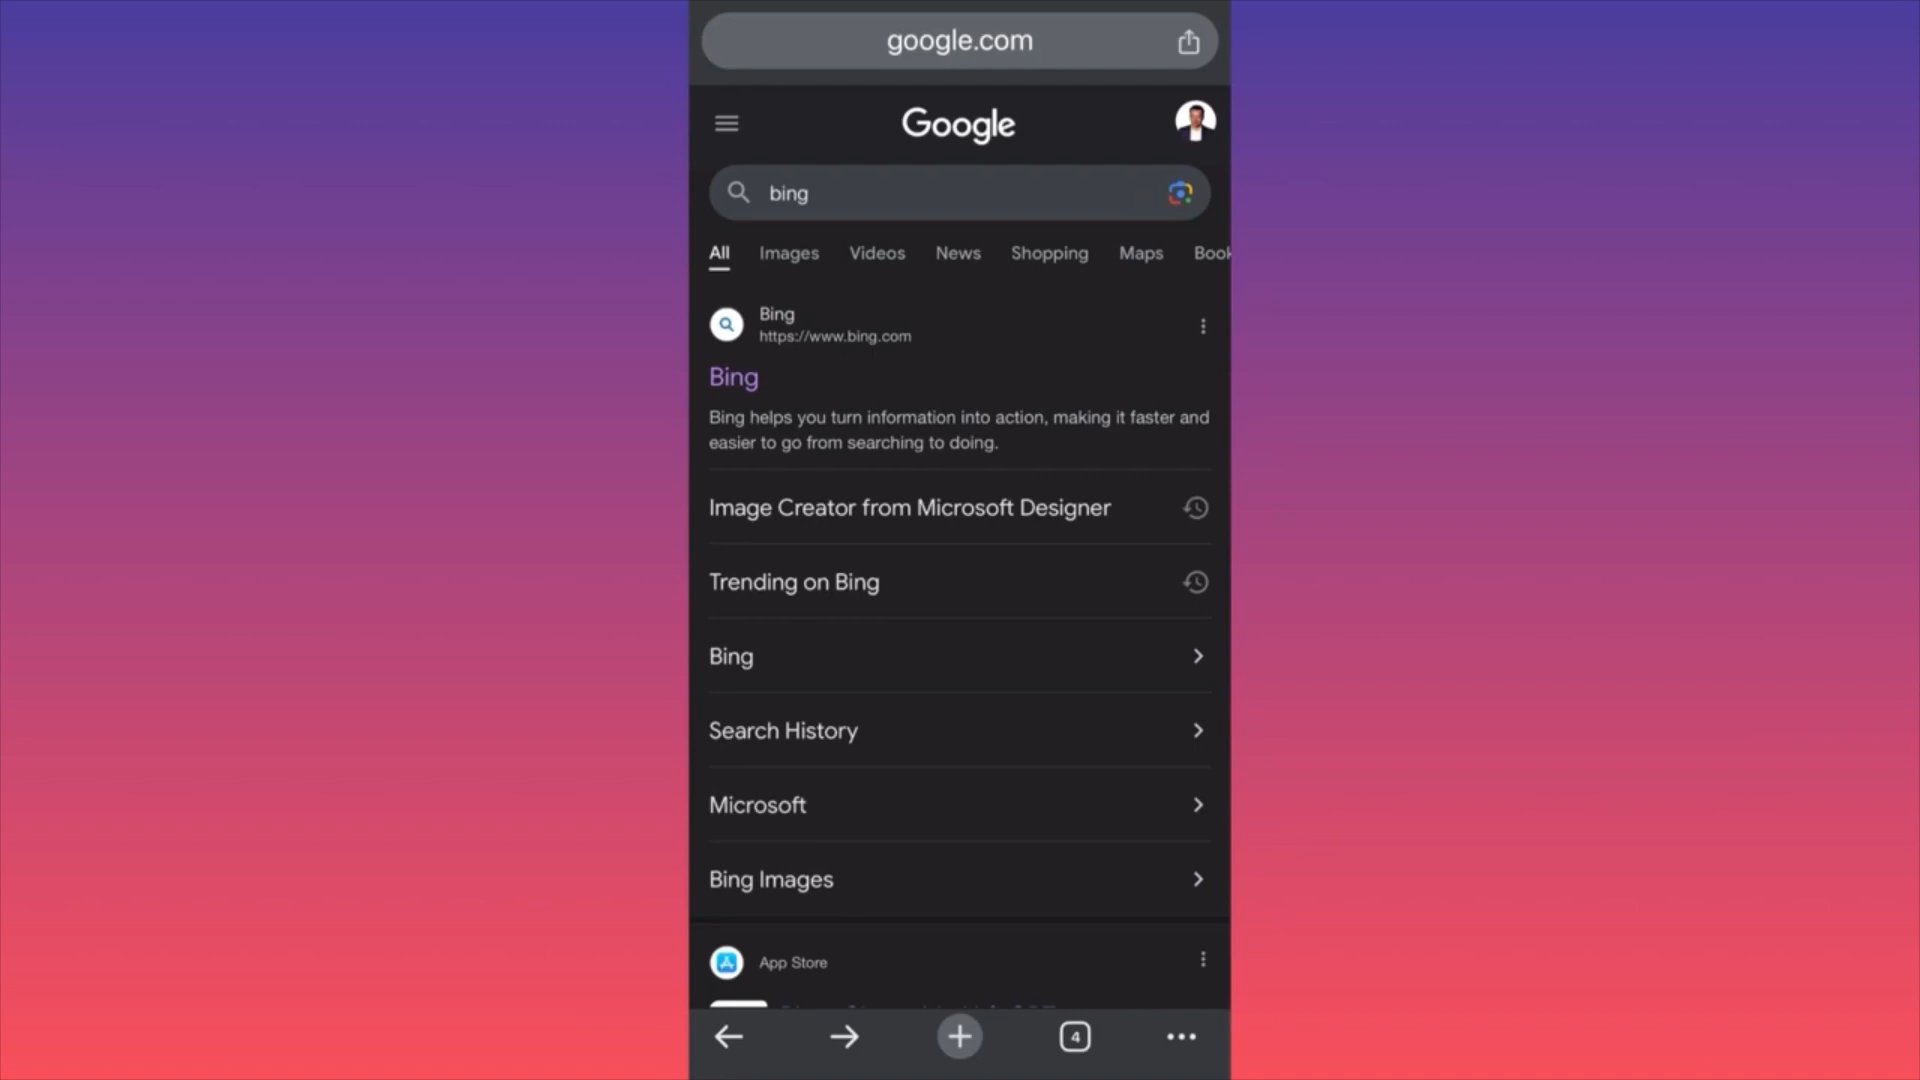 google.com
Google
bing
All Images Videos News Shopping Maps Book
Bing
https://www.bing.com
Bing
Bing helps you turn information into action, making it faster and
easier to go from searching to doing.
Image Creator from Microsoft Designer
Trending on Bing
Bing
Search History
Microsoft
Bing Images
App Store
4